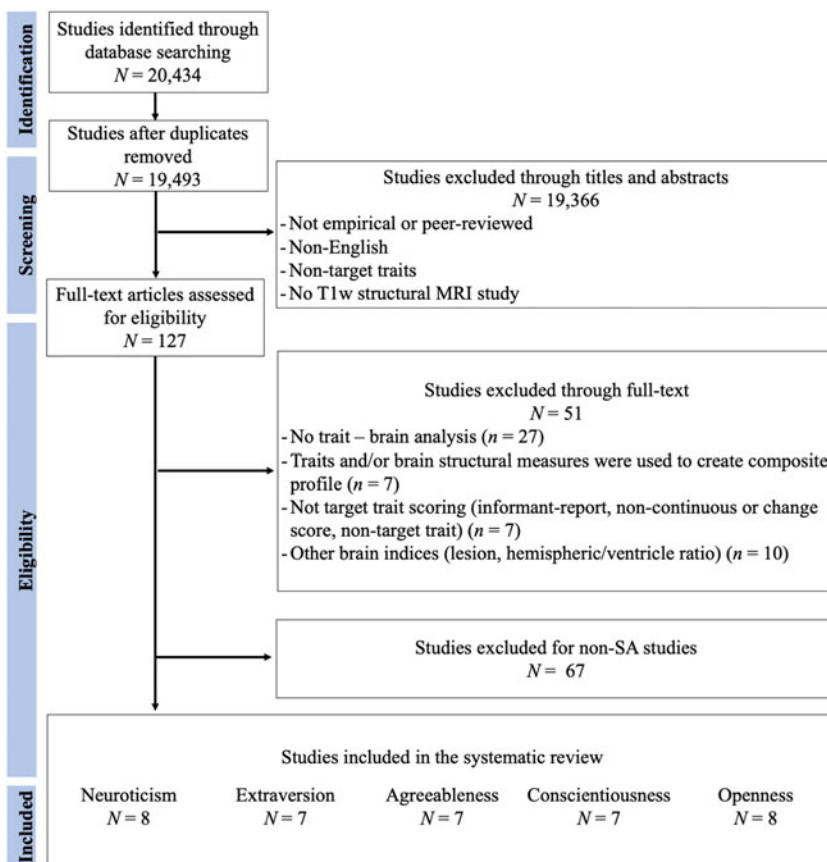 Identification
Studies identified through
database searching
N = 20,434
Studies after duplicates
removed
N = 19,493
Screening
Studies excluded through titles and abstracts
N = 19,366
- Not empirical or peer-reviewed
- Non-English
- Non-target traits
- No T1w structural MRI study
Full-text articles assessed
for eligibility
N = 127
Eligibility
Studies excluded through full-text
N = 51
- No trait – brain analysis (n = 27)
- Traits and/or brain structural measures were used to create composite
profile (n = 7)
- Not target trait scoring (informant-report, non-continuous or change
score, non-target trait) (n = 7)
- Other brain indices (lesion, hemispheric/ventricle ratio) (n = 10)
Studies excluded for non-SA studies
N = 67
Included
Studies included in the systematic review
Neuroticism Extraversion Agreeableness Conscientiousness Openness
N = 8 N = 7 N = 7 N = 7 N = 8